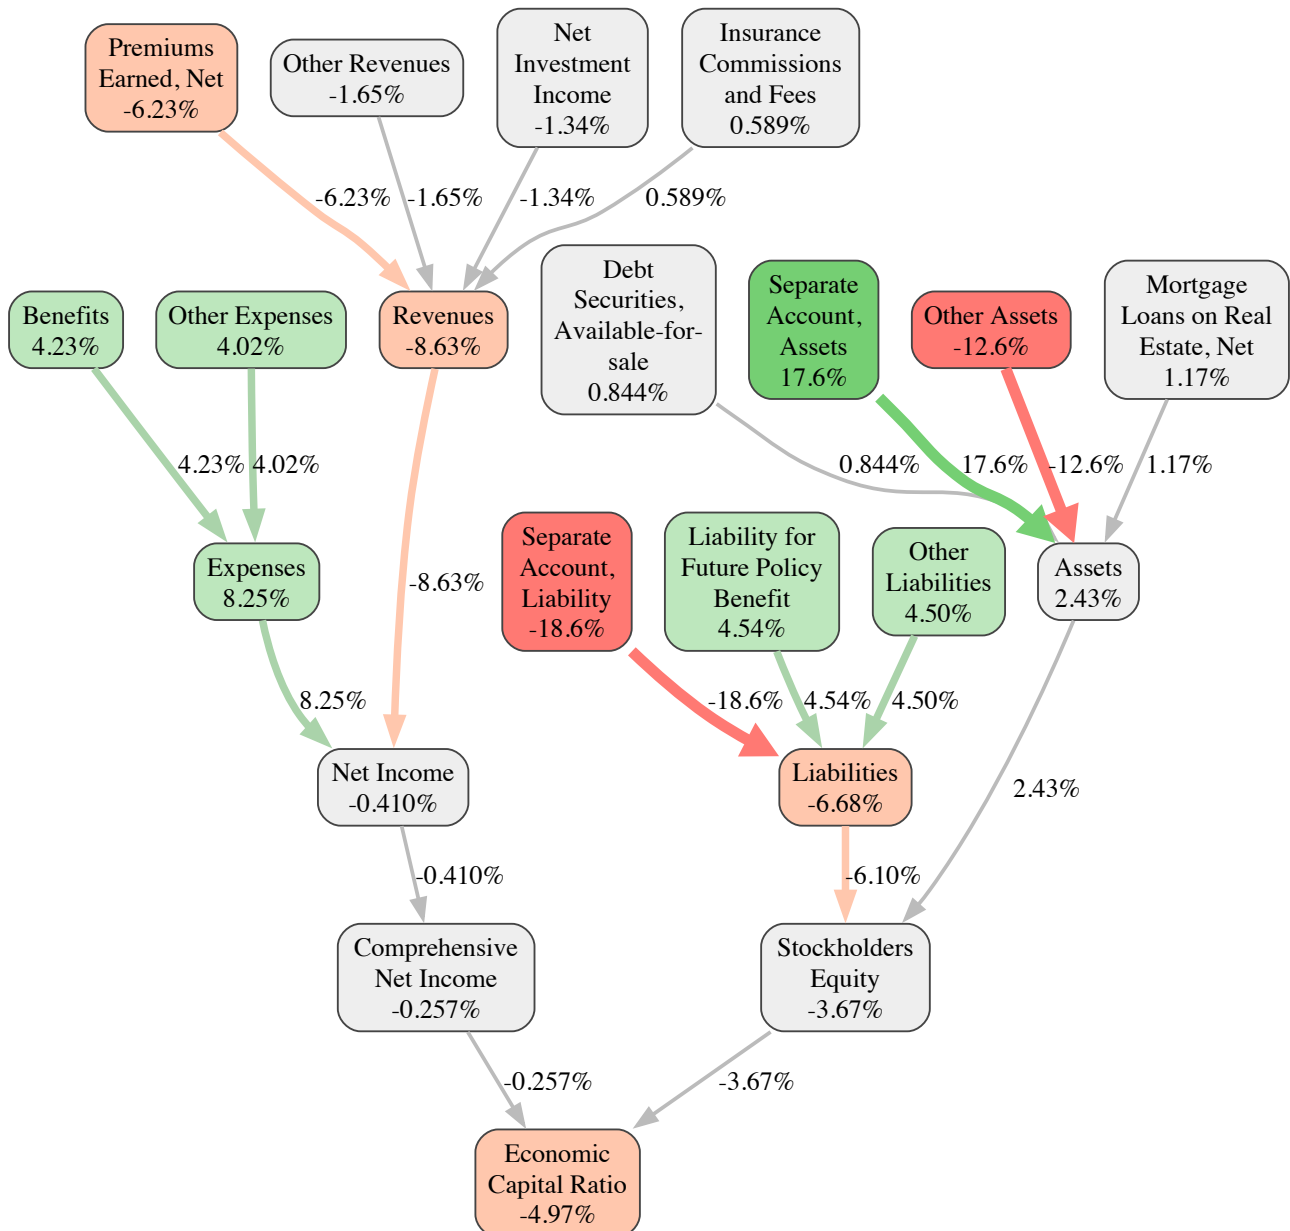 Premiums
Earned, Net
-6.23%
Other Revenues
-1.65%
Net
Investment
Income
-1.34%
Insurance
Commissions
and Fees
0.589%
-6.23%
-1.65%
-1.34%
0.589%
Benefits
4.23%
Other Expenses
4.02%
Revenues
-8.63%
Debt
Securities,
Available-for-
sale
0.844%
Separate
Account,
Assets
17.6%
Other Assets
-12.6%
Mortgage
Loans on Real
Estate, Net
1.17%
4.23%
4.02%
0.844%
17.6%
-12.6%
1.17%
Expenses
8.25%
-8.63%
Separate
Account,
Liability
-18.6%
Liability for
Future Policy
Benefit
4.54%
Other
Liabilities
4.50%
Assets
2.43%
8.25%
-18.6%
4.54%
4.50%
Net Income
-0.410%
Liabilities
-6.68%
2.43%
-0.410%
-6.10%
Comprehensive
Net Income
-0.257%
Stockholders
Equity
-3.67%
-0.257%
-3.67%
Economic
Capital Ratio
-4.97%